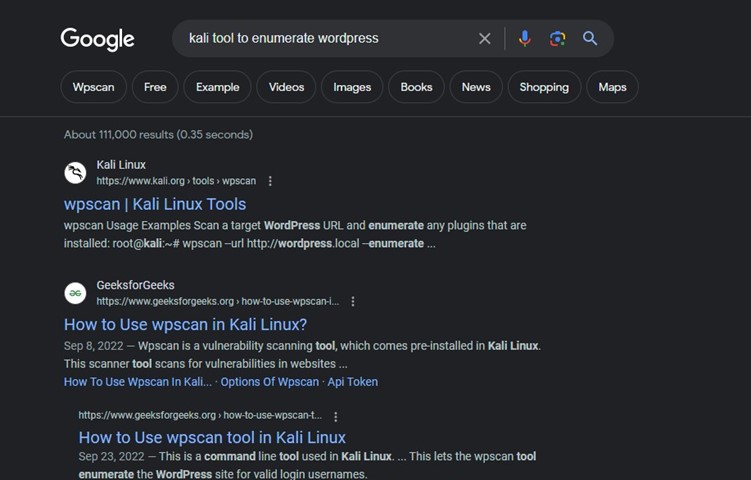 Google
kali tool to enumerate wordpress
Wpscan
Free
Example
Videos
Images
Books
News
Shopping
Maps
About 111,000 results (0.35 seconds)
Kali Linux
https://www.kali.org › tools › wpscan
wpscan | Kali Linux Tools
wpscan Usage Examples Scan a target WordPress URL and enumerate any plugins that are
installed: root@kali:~# wpscan --url http://wordpress.local --enumerate ...
GeeksforGeeks
https://www.geeksforgeeks.org › how-to-use-wpscan-i...
How to Use wpscan in Kali Linux?
Sep 8, 2022 — Wpscan is a vulnerability scanning tool, which comes pre-installed in Kali Linux.
This scanner tool scans for vulnerabilities in websites ...
How To Use Wpscan In Kali... · Options Of Wpscan · Api Token
https://www.geeksforgeeks.org › how-to-use-wpscan-t...
How to Use wpscan tool in Kali Linux
Sep 23, 2022 — This is a command line tool used in Kali Linux. ... This lets the wpscan tool
enumerate the WordPress site for valid login usernames.